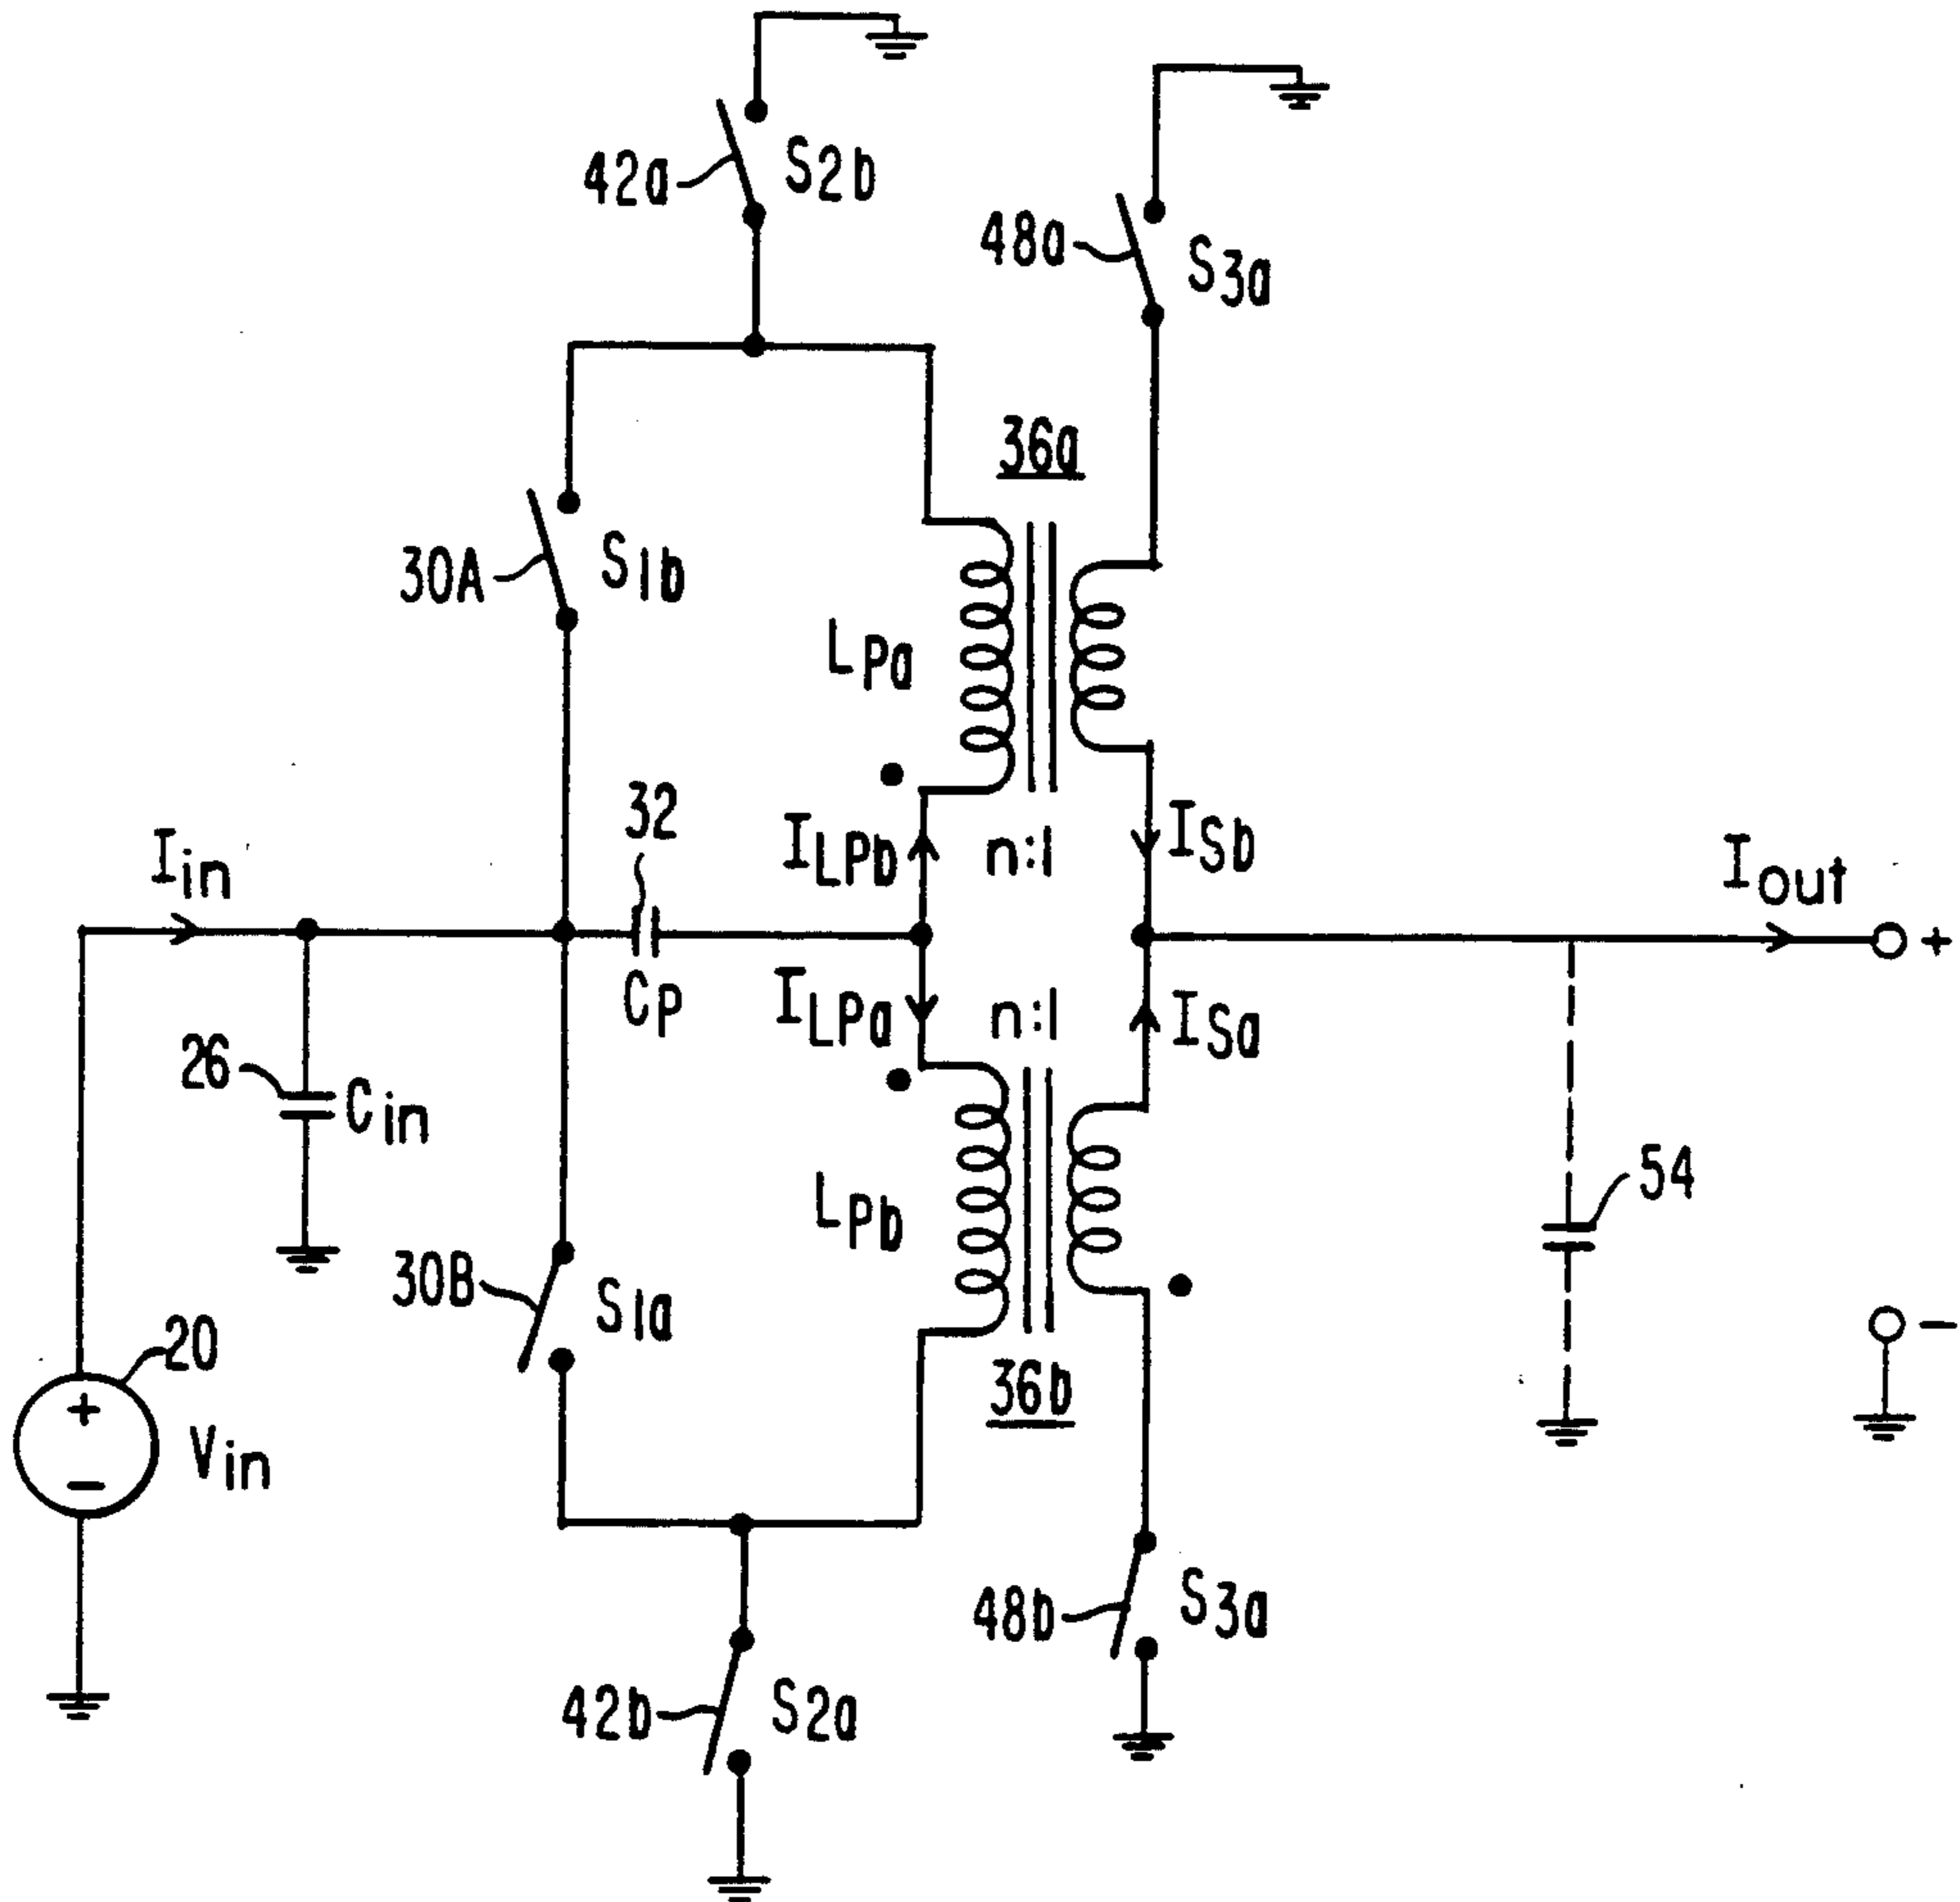 42a
S2b
48a
S3a
36a
30A
S1b
LPa
32
Iin
ILPb
n:1
ISb
Iout
+
CP
ILPa
n:1
ISa
26
Cin
LPb
54
30B
S1a
20
+
−
Vin
36b
−
48b
S3a
42b
S2a